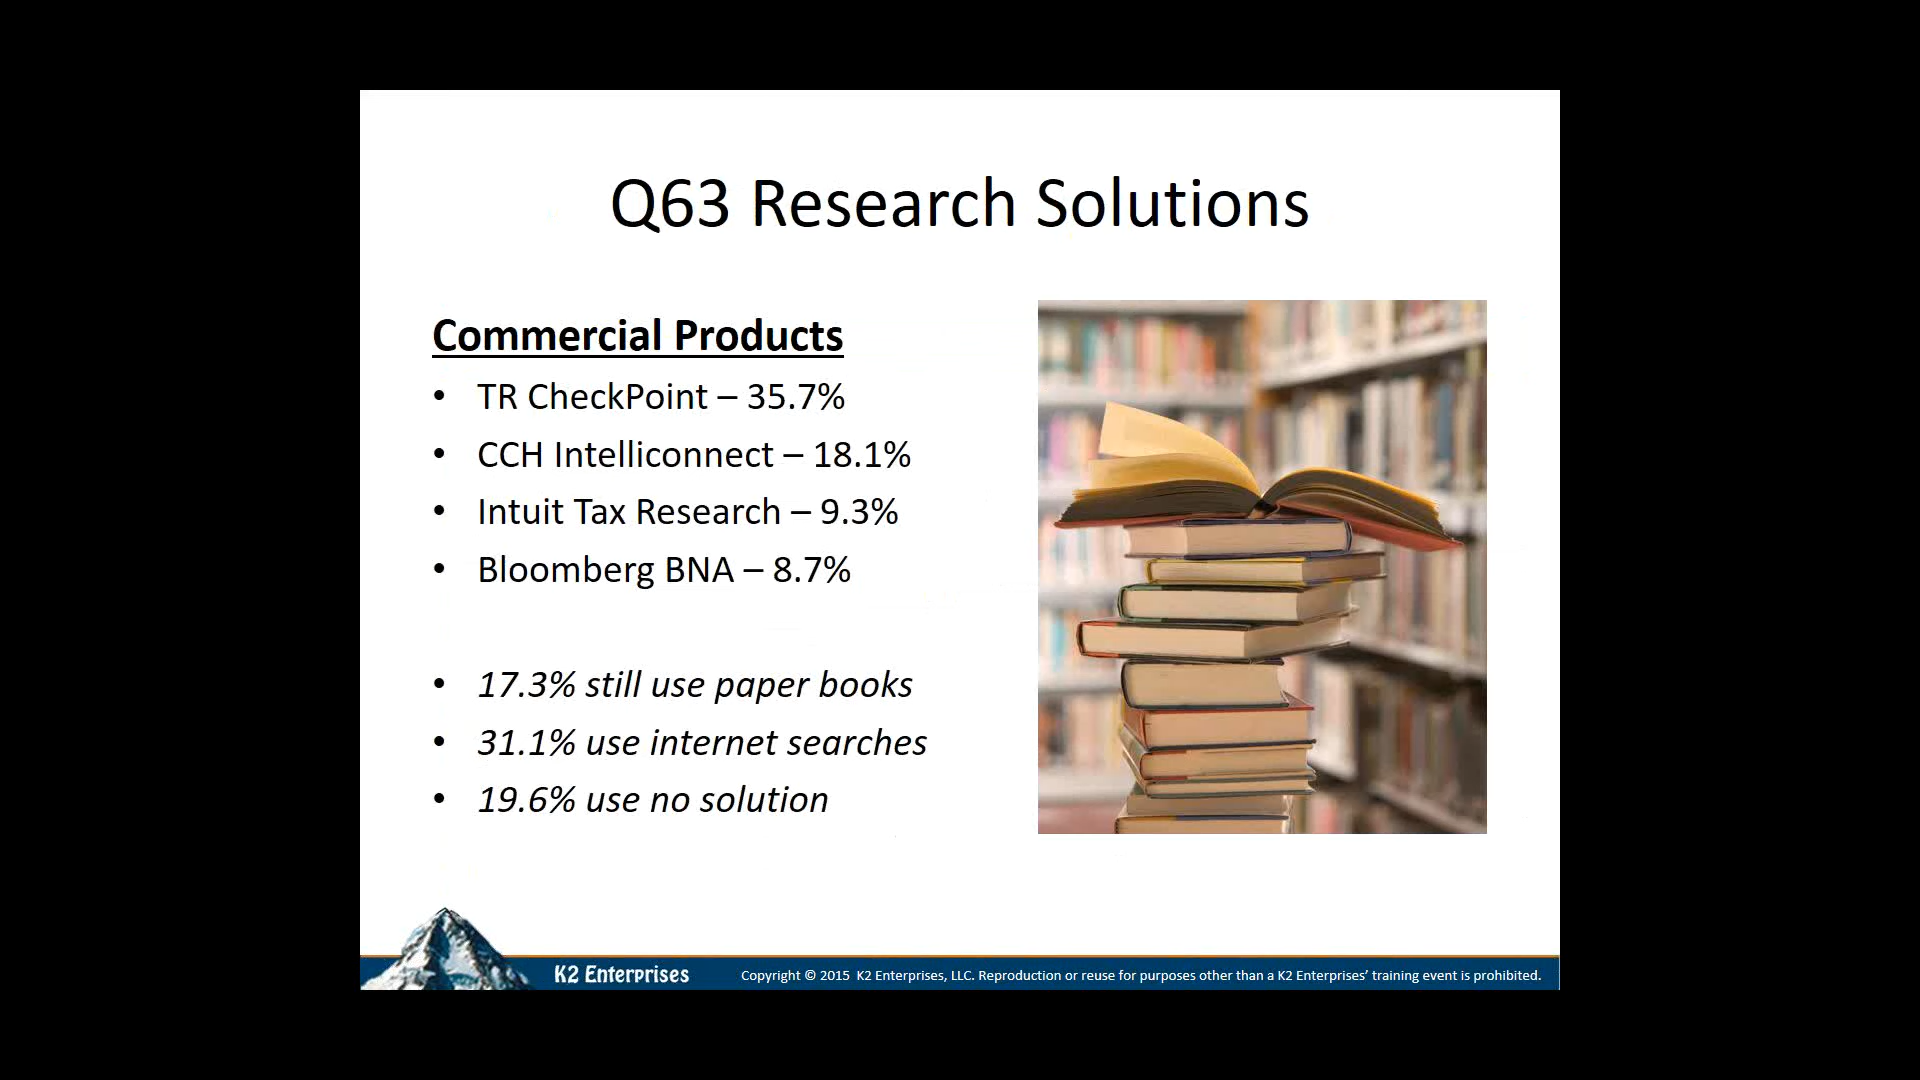 Q63 Research Solutions
Commercial Products
• TR CheckPoint – 35.7%
• CCH Intelliconnect – 18.1%
• Intuit Tax Research – 9.3%
• Bloomberg BNA – 8.7%
• 17.3% still use paper books
• 31.1% use internet searches
• 19.6% use no solution
K2 Enterprises
Copyright © 2015 K2 Enterprises, LLC. Reproduction or reuse for purposes other than a K2 Enterprises’ training event is prohibited.